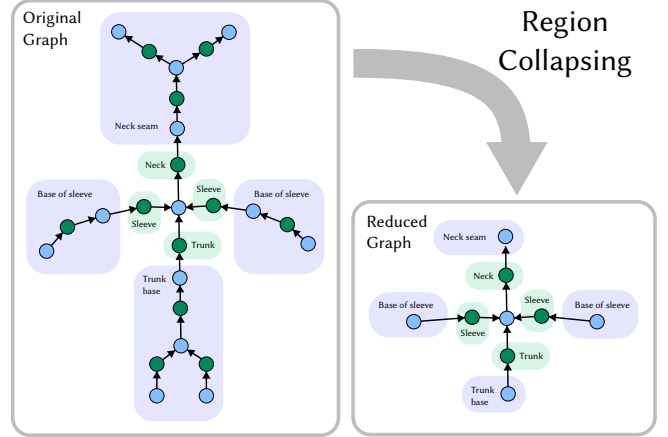 Original
Graph
Neck seam
Neck
Base of sleeve
Sleeve
Sleeve
Base of sleeve
Trunk
Trunk
base
Region
Collapsing
Reduced
Graph
Neck seam
Neck
Base of sleeve
Sleeve
Sleeve
Base of sleeve
Trunk
Trunk
base